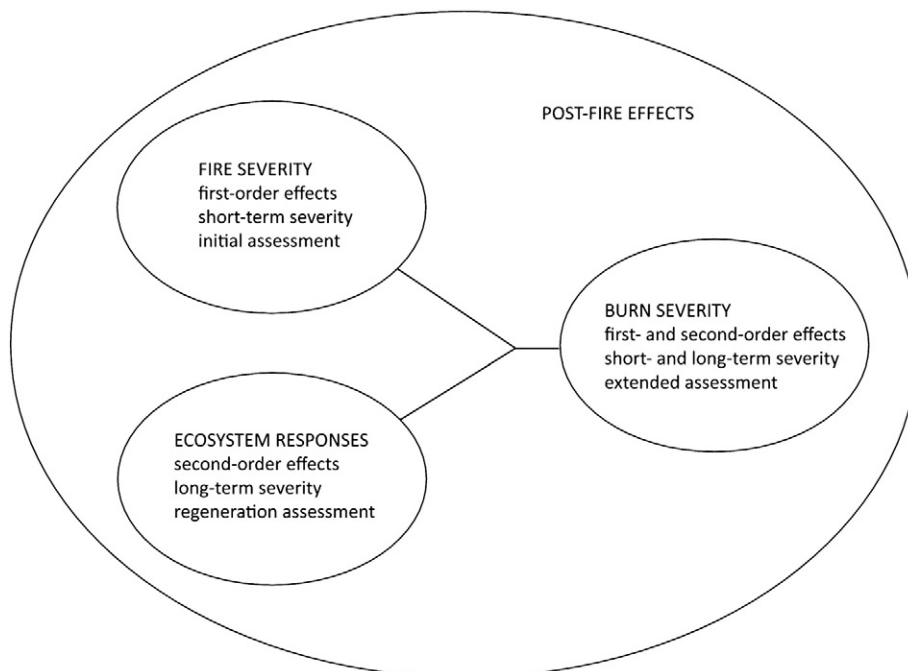 POST-FIRE EFFECTS
FIRE SEVERITY
first-order effects
short-term severity
initial assessment
BURN SEVERITY
first- and second-order effects
short- and long-term severity
extended assessment
ECOSYSTEM RESPONSES
second-order effects
long-term severity
regeneration assessment